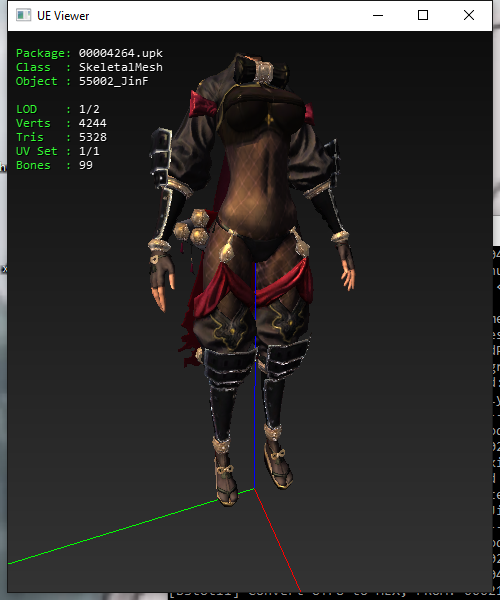 UE Viewer
Package: 00004264.upk
Class : SkeletalMesh
Object : 55002_JinF
LOD : 1/2
Verts : 4244
Tris : 5328
UV Set : 1/1
Bones : 99